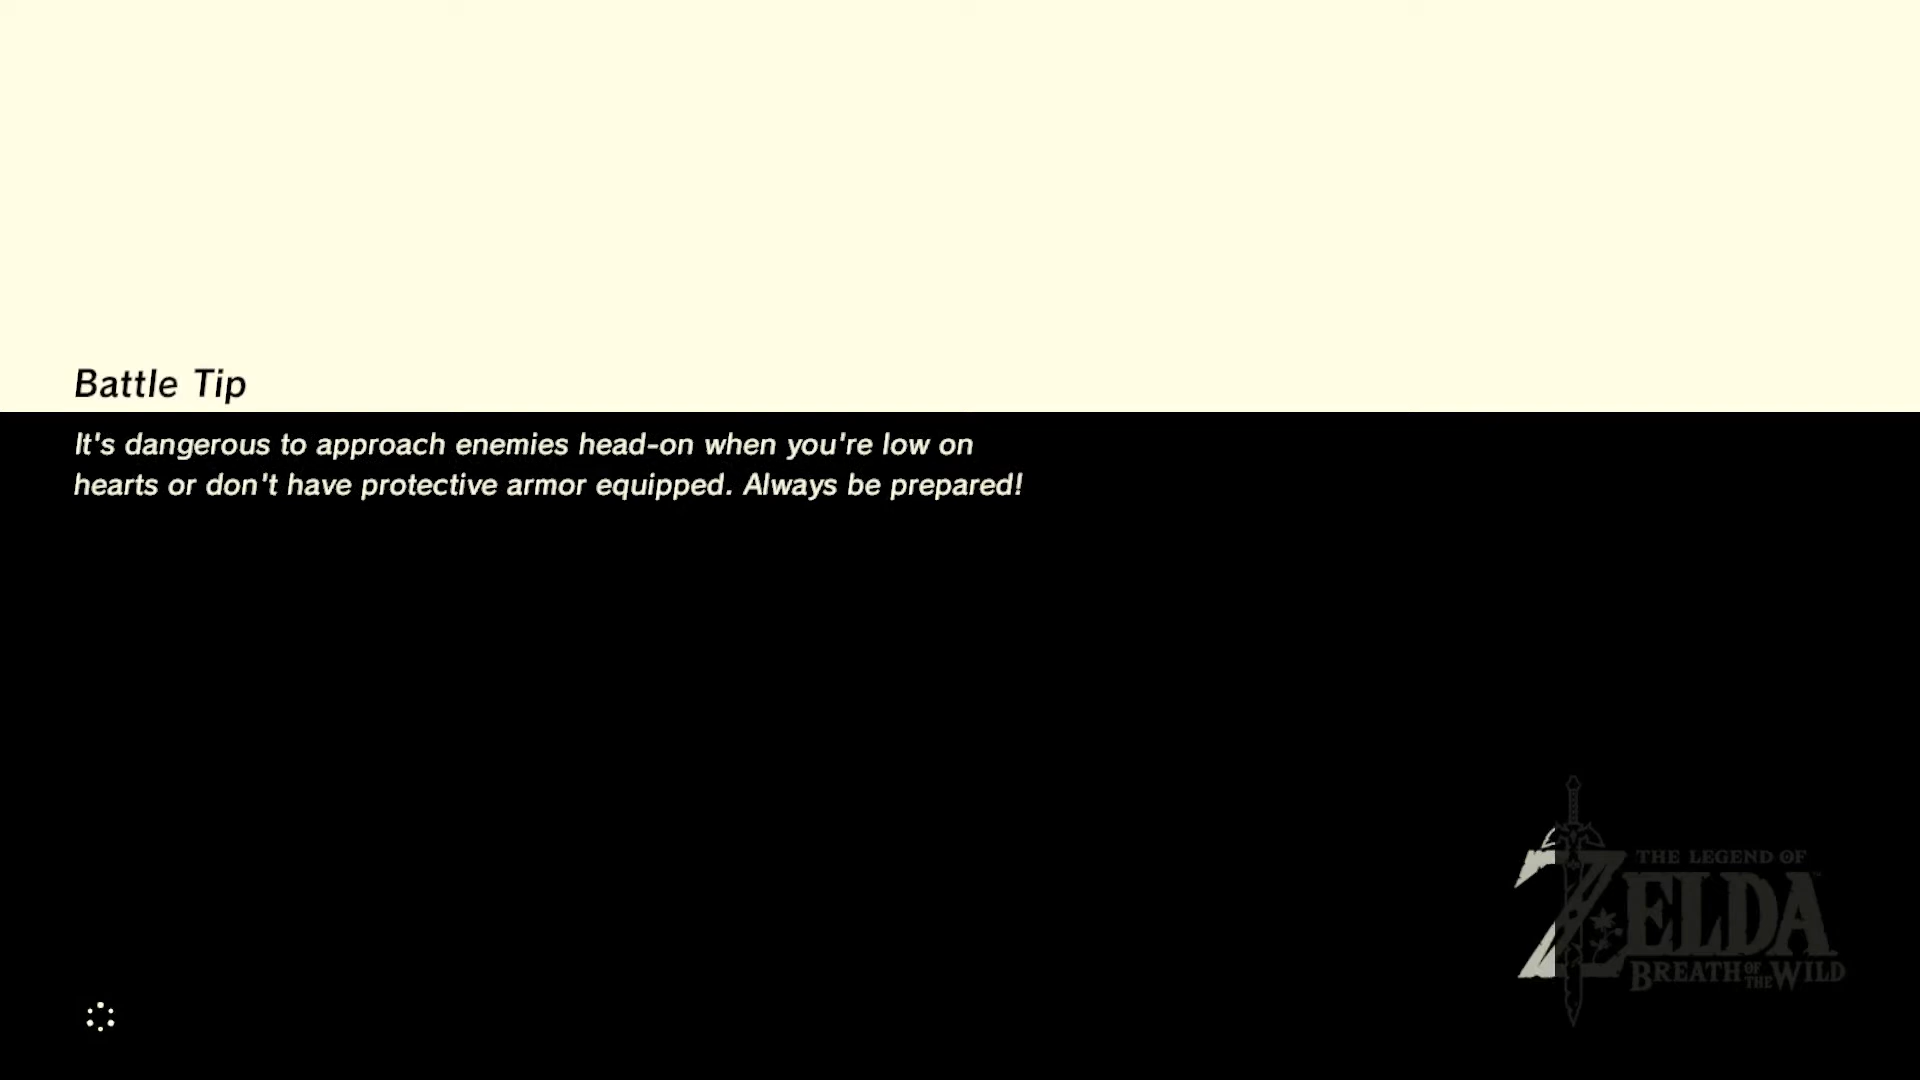 Battle Tip
It's dangerous to approach enemies head-on when you're low on
hearts or don't have protective armor equipped. Always be prepared!
THE LEGEND OF
ZELDA
BREATH OF THE WILD